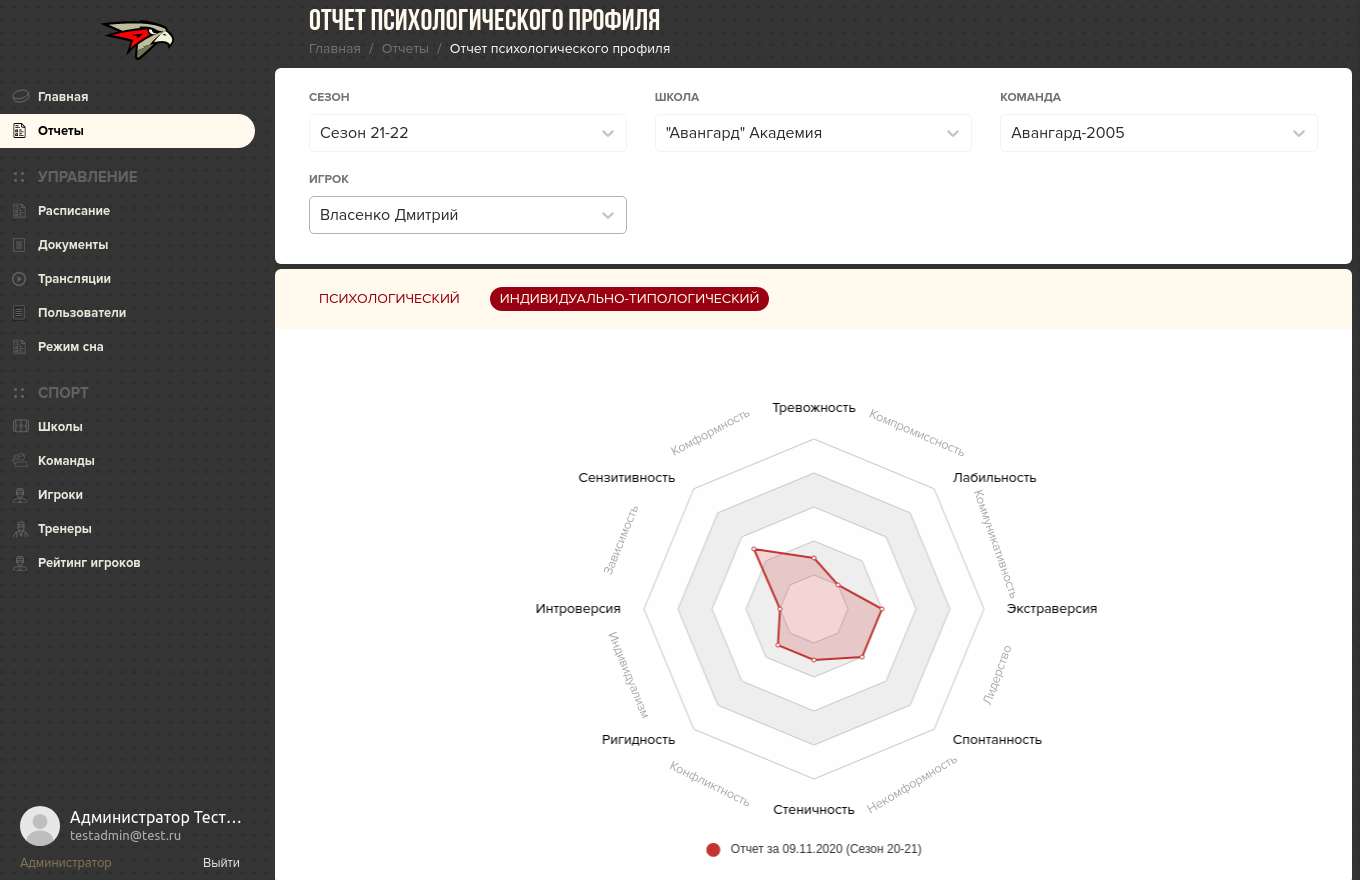 ОТЧЕТ ПСИХОЛОГИЧЕСКОГО ПРОФИЛЯ
Главная / Отчеты / Отчет психологического профиля
Главная
Отчеты
УПРАВЛЕНИЕ
Расписание
Документы
Трансляции
Пользователи
Режим сна
СПОРТ
Школы
Команды
Игроки
Тренеры
Рейтинг игроков
Администратор Тест...
testadmin@test.ru
Администратор Выйти
СЕЗОН ШКОЛА КОМАНДА
Сезон 21-22 "Авангард" Академия Авангард-2005
ИГРОК
Власенко Дмитрий
ПСИХОЛОГИЧЕСКИЙ ИНДИВИДУАЛЬНО-ТИПОЛОГИЧЕСКИЙ
Тревожность
Комформность Компромиссность
Сензитивность Лабильность
Зависимость Коммуникативность
Интроверсия Экстраверсия
Индивидуализм Лидерство
Ригидность Спонтанность
Конфликтность Некомформность
Стеничность
Отчет за 09.11.2020 (Сезон 20-21)